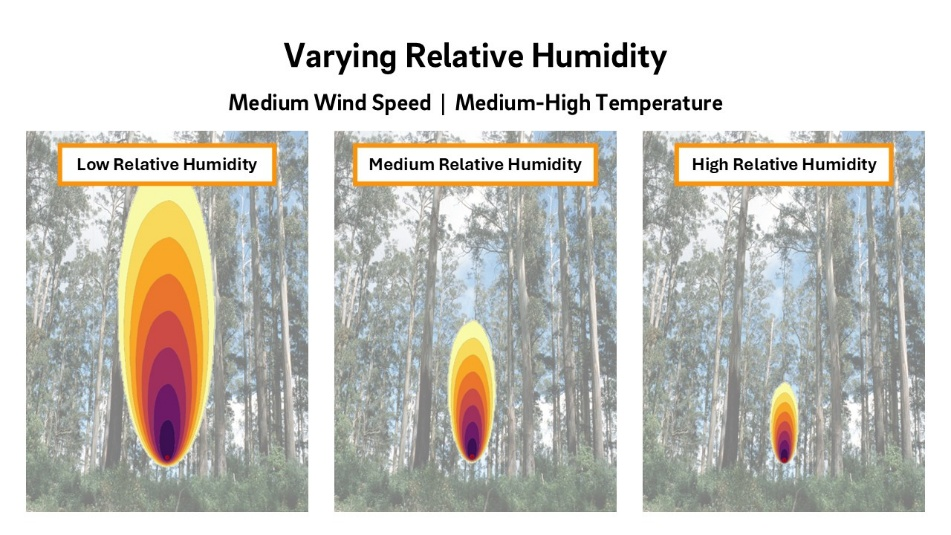 Varying Relative Humidity
Medium Wind Speed | Medium-High Temperature
Low Relative Humidity
Medium Relative Humidity
High Relative Humidity